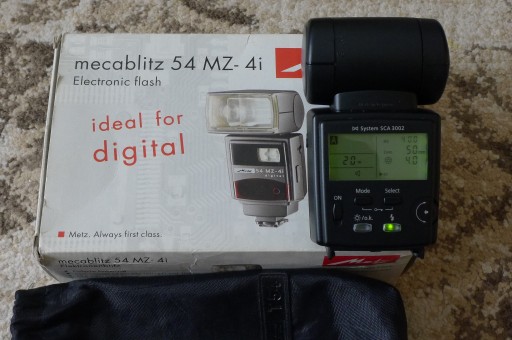 mecablitz 54 MZ- 4i
Electronic flash
ideal for
digital
54 MZ-4i
Metz. Always first class.
mecablitz 54 MZ- 4i
System SCA 3002
A
20 m
Mode Select
ON